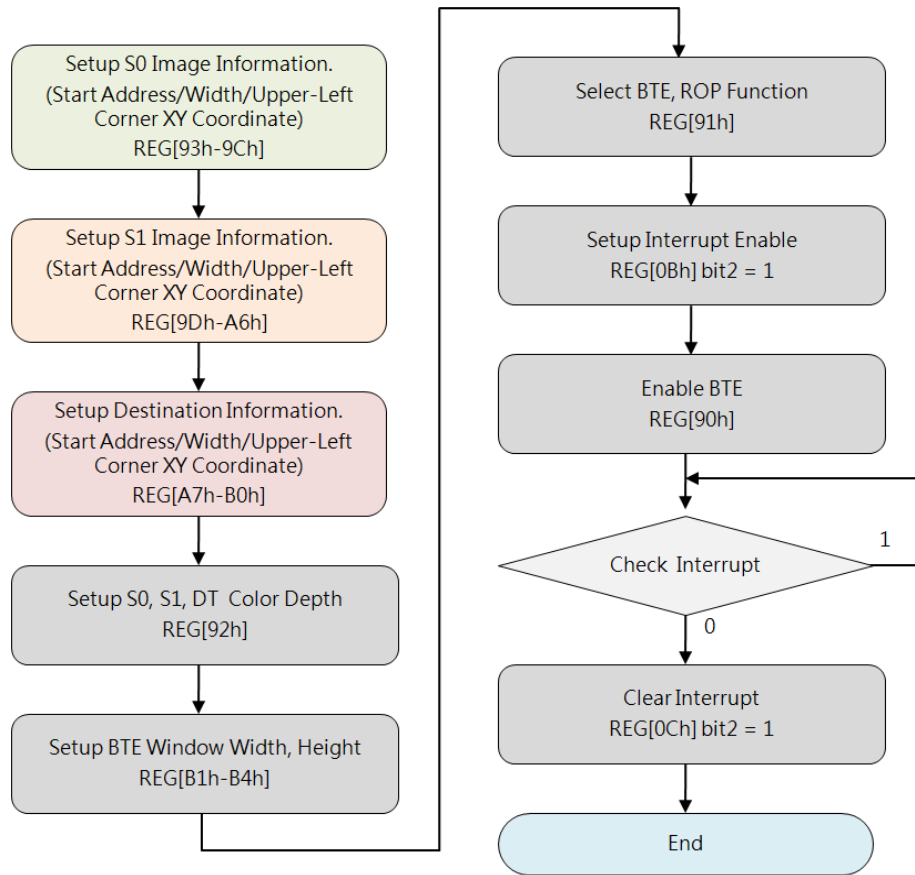 Setup S0 Image Information.
(Start Address/Width/Upper-Left
Corner XY Coordinate)
REG[93h-9Ch]
Setup S1 Image Information.
(Start Address/Width/Upper-Left
Corner XY Coordinate)
REG[9Dh-A6h]
Setup Destination Information.
(Start Address/Width/Upper-Left
Corner XY Coordinate)
REG[A7h-B0h]
Setup S0, S1, DT Color Depth
REG[92h]
Setup BTE Window Width, Height
REG[B1h-B4h]
Select BTE, ROP Function
REG[91h]
Setup Interrupt Enable
REG[0Bh] bit2 = 1
Enable BTE
REG[90h]
Check Interrupt
1
0
Clear Interrupt
REG[0Ch] bit2 = 1
End